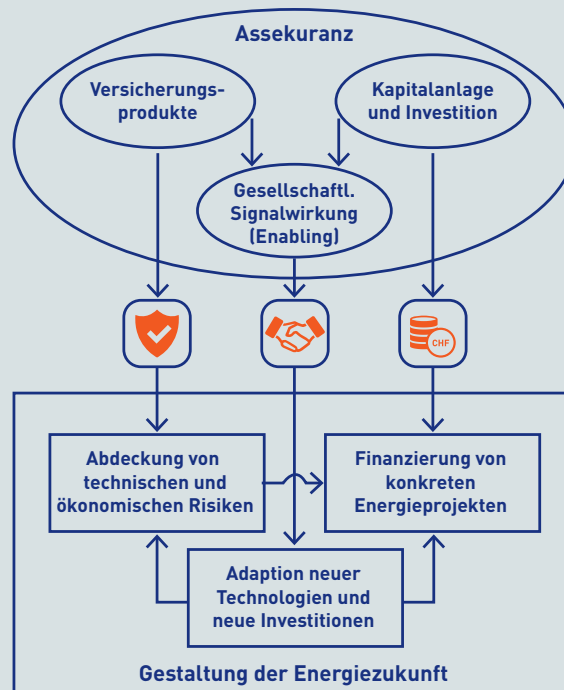 Assekuranz
Versicherungs-
produkte
Kapitalanlage
und Investition
Gesellschaftl.
Signalwirkung
(Enabling)
CHF
Abdeckung von
technischen und
ökonomischen Risiken
Finanzierung von
konkreten
Energieprojekten
Adaption neuer
Technologien und
neue Investitionen
Gestaltung der Energiezukunft